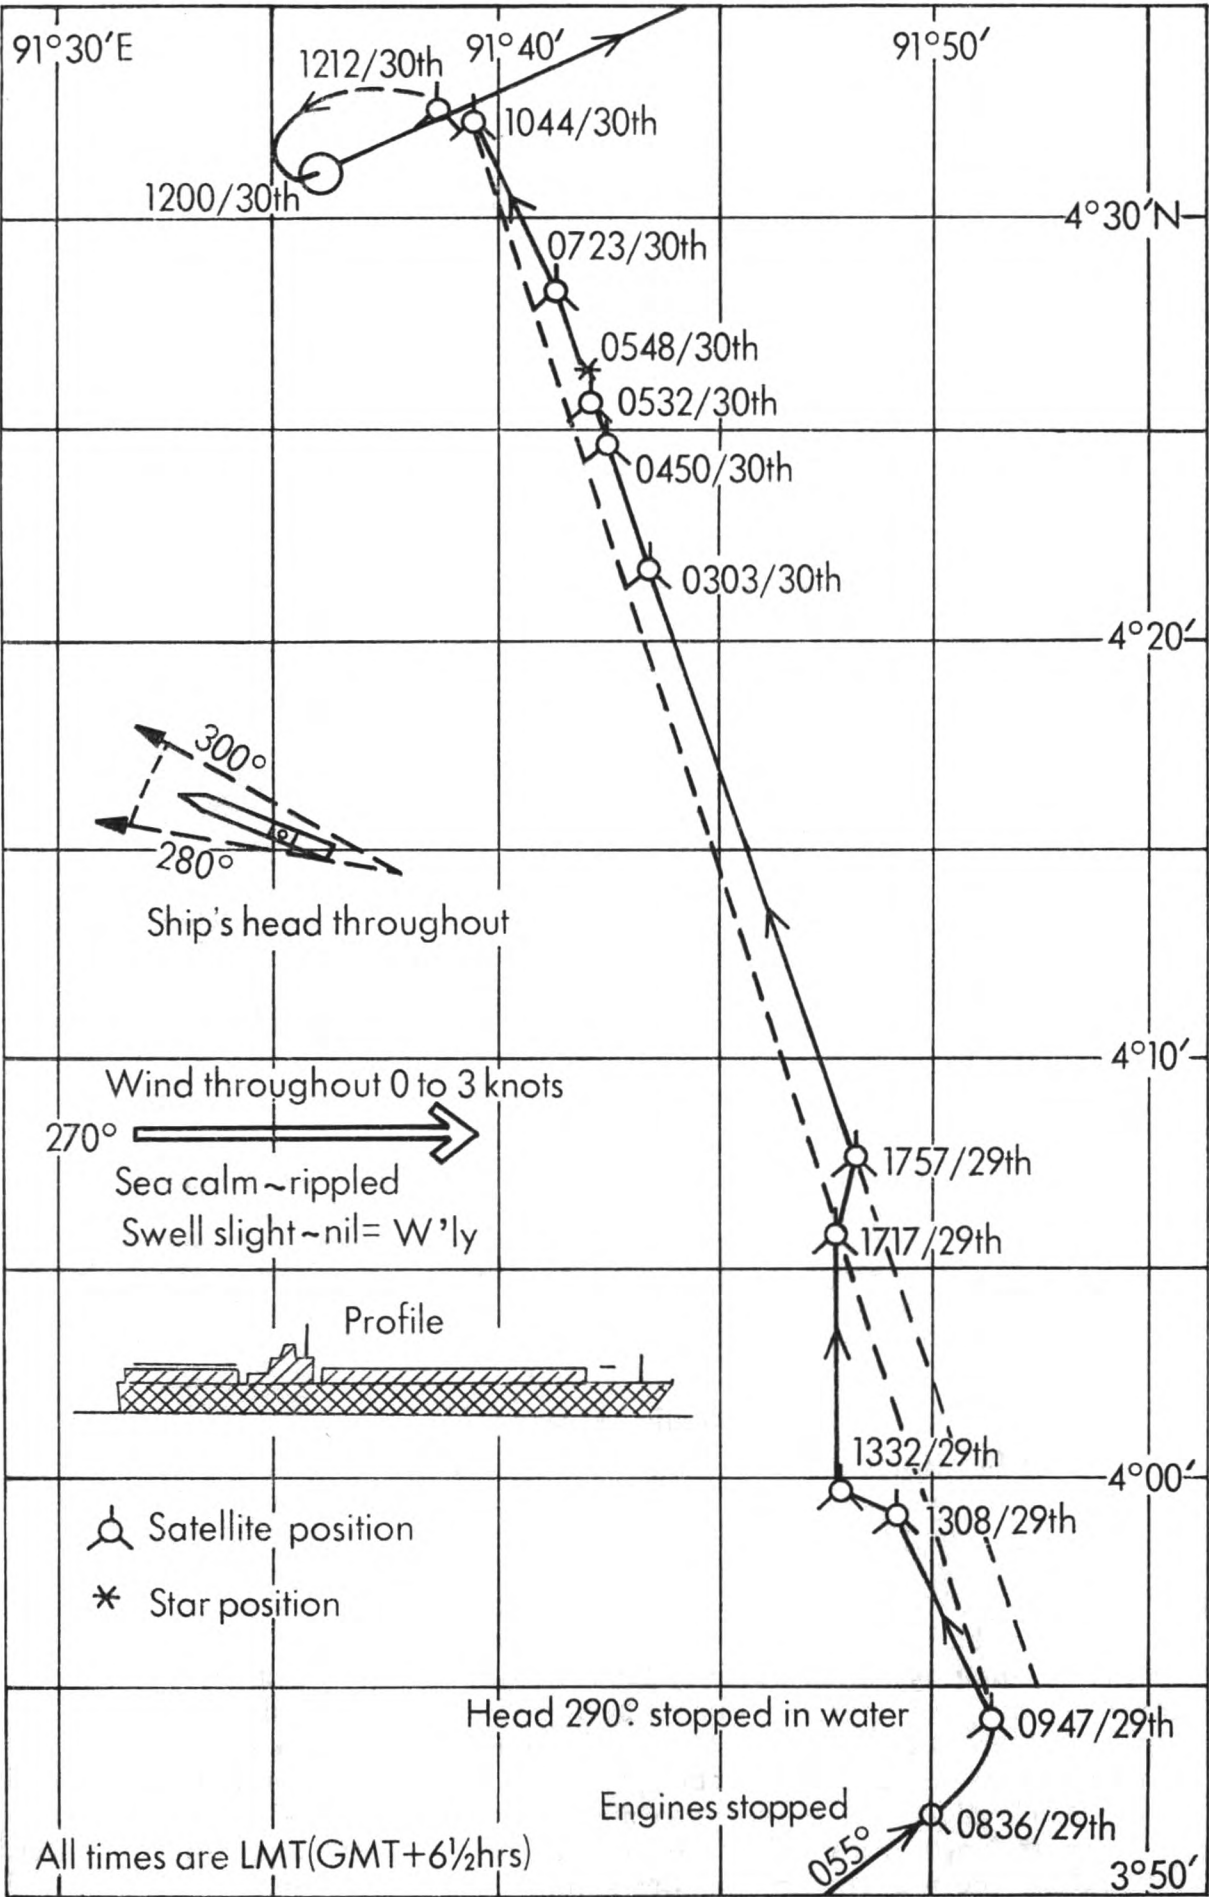 91°30′E
91°40′
91°50′
1212/30th
1044/30th
1200/30th
4°30′N
0723/30th
0548/30th
0532/30th
0450/30th
0303/30th
4°20′
300°
280°
Ship's head throughout
4°10′
Wind throughout 0 to 3 knots
270°
Sea calm~rippled
Swell slight~nil= W'ly
1757/29th
1717/29th
Profile
1332/29th
4°00′
1308/29th
Satellite position
Star position
Head 290° stopped in water
0947/29th
Engines stopped
0836/29th
055°
All times are LMT(GMT+6½hrs)
3°50′